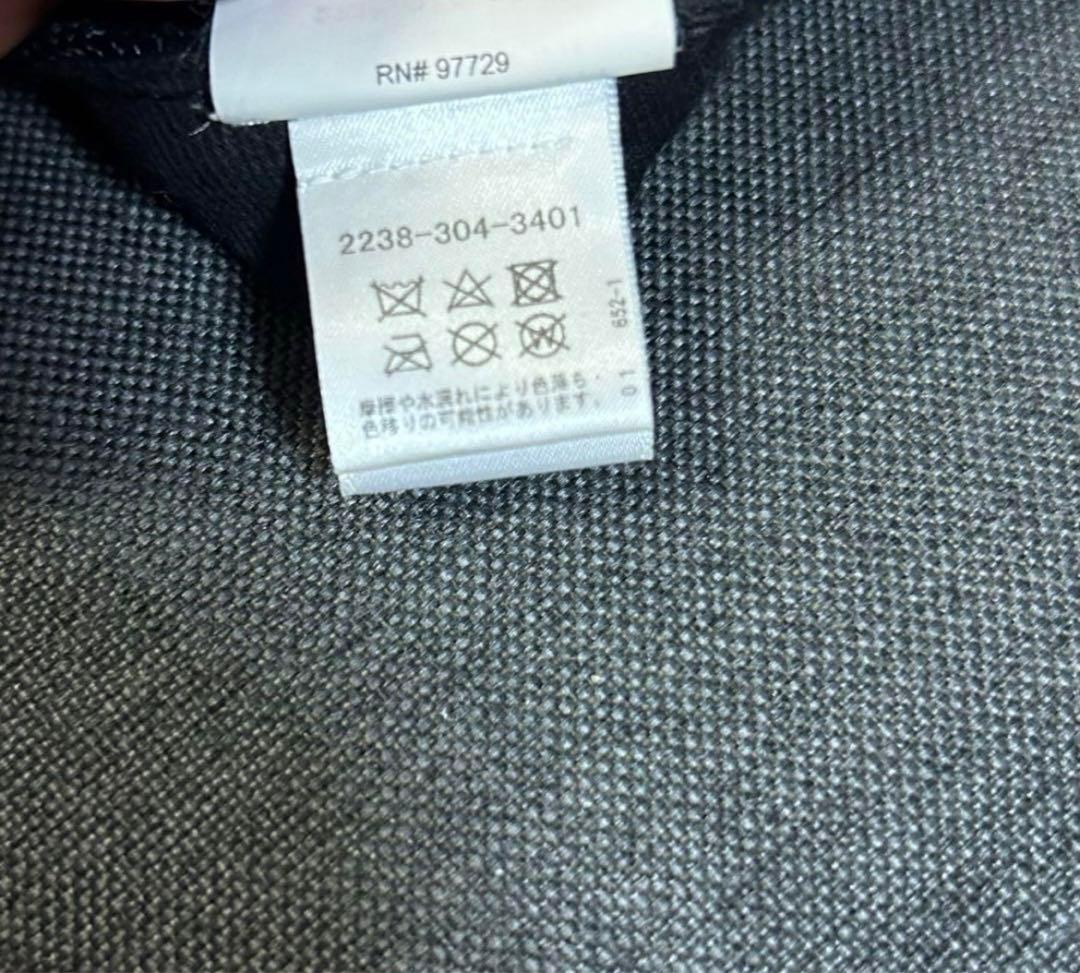 RN# 97729
2238-304-3401
摩擦や水濡れにより色落ち・
色移りの可能性があります。
652-1
01